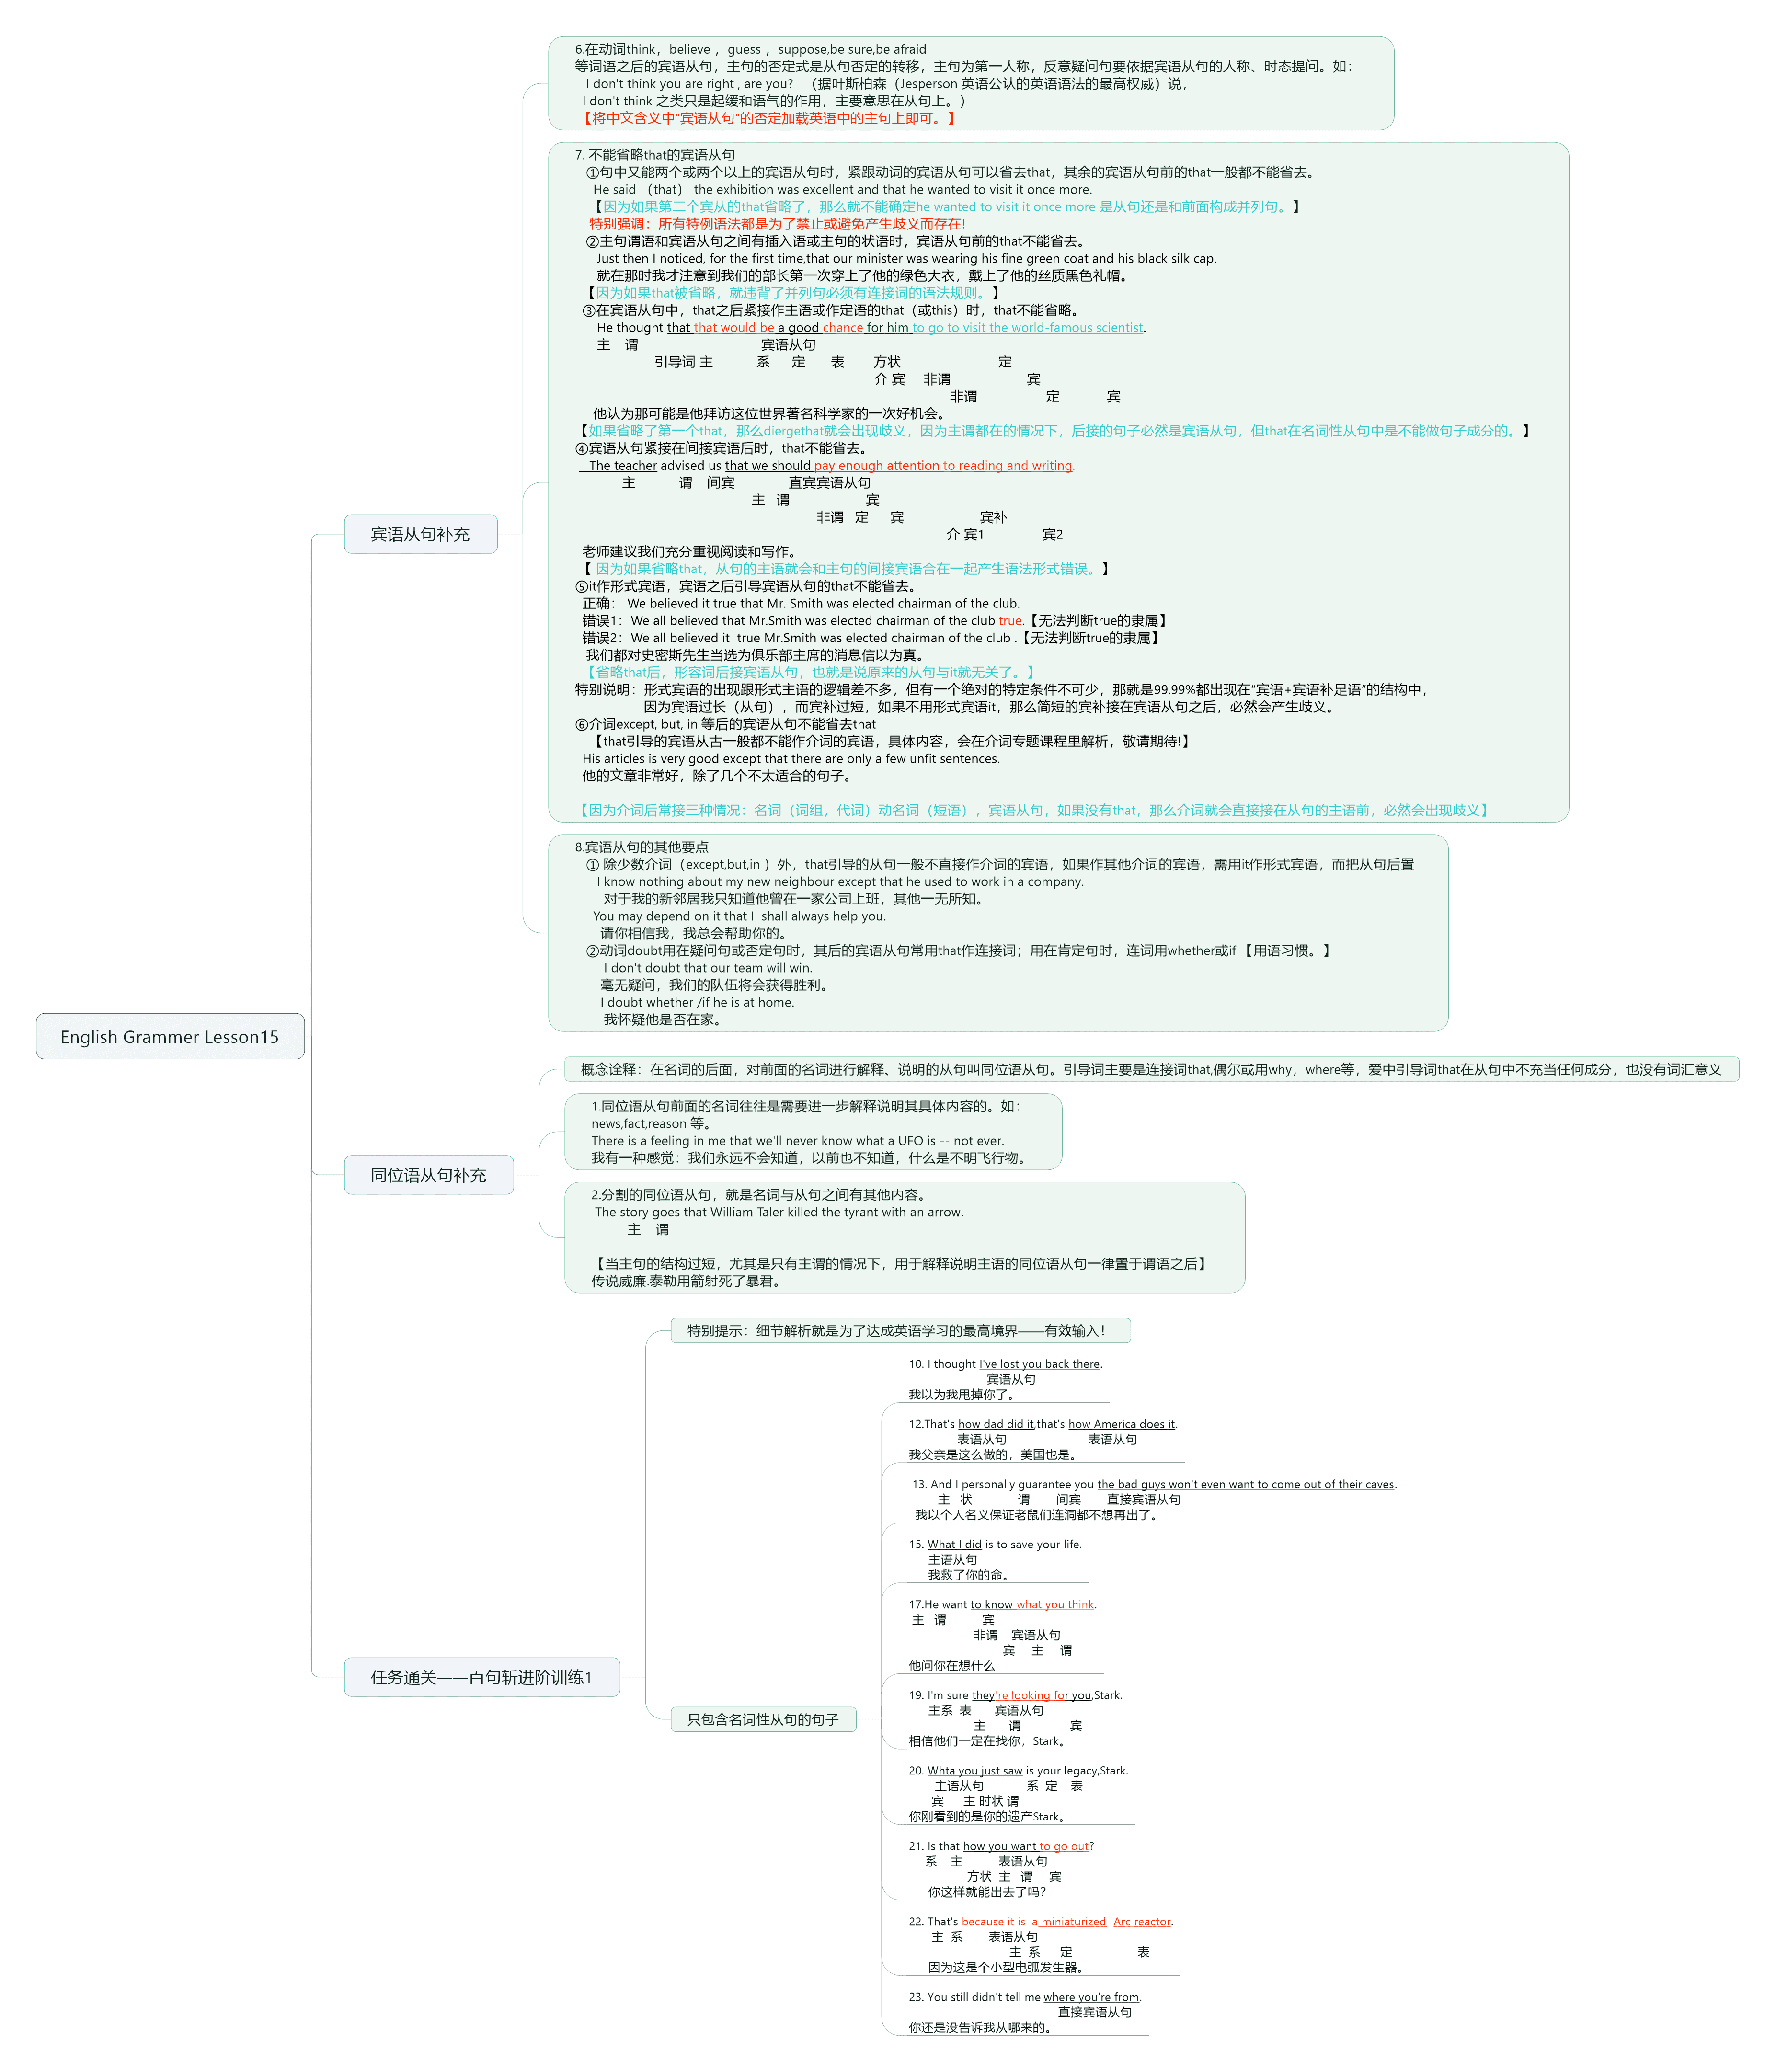 6.在动词think，believe ，guess ，suppose,be sure,be afraid
等词语之后的宾语从句，主句的否定式是从句否定的转移，主句为第一人称，反意疑问句要依据宾语从句的人称、时态提问。如：
I don't think you are right , are you? （据叶斯柏森（Jesperson 英语公认的英语语法的最高权威）说，
I don't think 之类只是起缓和语气的作用，主要意思在从句上。）
【将中文含义中“宾语从句”的否定加载英语中的主句上即可。】
7. 不能省略that的宾语从句
①句中又能两个或两个以上的宾语从句时，紧跟动词的宾语从句可以省去that，其余的宾语从句前的that一般都不能省去。
He said （that） the exhibition was excellent and that he wanted to visit it once more.
【因为如果第二个宾从的that省略了，那么就不能确定he wanted to visit it once more 是从句还是和前面构成并列句。】
特别强调：所有特例语法都是为了禁止或避免产生歧义而存在!
②主句谓语和宾语从句之间有插入语或主句的状语时，宾语从句前的that不能省去。
Just then I noticed, for the first time,that our minister was wearing his fine green coat and his black silk cap.
就在那时我才注意到我们的部长第一次穿上了他的绿色大衣，戴上了他的丝质黑色礼帽。
【因为如果that被省略，就违背了并列句必须有连接词的语法规则。】
③在宾语从句中，that之后紧接作主语或作定语的that（或this）时，that不能省略。
He thought that that would be a good chance for him to go to visit the world-famous scientist.
主 谓 宾语从句
引导词 主 系 定 表 方状 定
介 宾 非谓 宾
非谓 定 宾
他认为那可能是他拜访这位世界著名科学家的一次好机会。
【如果省略了第一个that，那么diergethat就会出现歧义，因为主谓都在的情况下，后接的句子必然是宾语从句，但that在名词性从句中是不能做句子成分的。】
④宾语从句紧接在间接宾语后时，that不能省去。
The teacher advised us that we should pay enough attention to reading and writing.
主 谓 间宾 直宾宾语从句
主 谓 宾
非谓 定 宾 宾补
介 宾1 宾2
老师建议我们充分重视阅读和写作。
【 因为如果省略that，从句的主语就会和主句的间接宾语合在一起产生语法形式错误。】
⑤it作形式宾语，宾语之后引导宾语从句的that不能省去。
正确： We believed it true that Mr. Smith was elected chairman of the club.
错误1：We all believed that Mr.Smith was elected chairman of the club true.【无法判断true的隶属】
错误2：We all believed it true Mr.Smith was elected chairman of the club .【无法判断true的隶属】
我们都对史密斯先生当选为俱乐部主席的消息信以为真。
【省略that后，形容词后接宾语从句，也就是说原来的从句与it就无关了。】
特别说明：形式宾语的出现跟形式主语的逻辑差不多，但有一个绝对的特定条件不可少，那就是99.99%都出现在“宾语+宾语补足语”的结构中，
因为宾语过长（从句），而宾补过短，如果不用形式宾语it，那么简短的宾补接在宾语从句之后，必然会产生歧义。
⑥介词except, but, in 等后的宾语从句不能省去that
【that引导的宾语从古一般都不能作介词的宾语，具体内容，会在介词专题课程里解析，敬请期待!】
His articles is very good except that there are only a few unfit sentences.
他的文章非常好，除了几个不太适合的句子。
【因为介词后常接三种情况：名词（词组，代词）动名词（短语），宾语从句，如果没有that，那么介词就会直接接在从句的主语前，必然会出现歧义】
8.宾语从句的其他要点
① 除少数介词（except,but,in ）外，that引导的从句一般不直接作介词的宾语，如果作其他介词的宾语，需用it作形式宾语，而把从句后置
I know nothing about my new neighbour except that he used to work in a company.
对于我的新邻居我只知道他曾在一家公司上班，其他一无所知。
You may depend on it that I shall always help you.
请你相信我，我总会帮助你的。
②动词doubt用在疑问句或否定句时，其后的宾语从句常用that作连接词；用在肯定句时，连词用whether或if 【用语习惯。】
I don't doubt that our team will win.
毫无疑问，我们的队伍将会获得胜利。
I doubt whether /if he is at home.
我怀疑他是否在家。
宾语从句补充
English Grammer Lesson15
概念诠释：在名词的后面，对前面的名词进行解释、说明的从句叫同位语从句。引导词主要是连接词that,偶尔或用why，where等，爱中引导词that在从句中不充当任何成分，也没有词汇意义
1.同位语从句前面的名词往往是需要进一步解释说明其具体内容的。如：
news,fact,reason 等。
There is a feeling in me that we'll never know what a UFO is -- not ever.
我有一种感觉：我们永远不会知道，以前也不知道，什么是不明飞行物。
同位语从句补充
2.分割的同位语从句，就是名词与从句之间有其他内容。
The story goes that William Taler killed the tyrant with an arrow.
主 谓
【当主句的结构过短，尤其是只有主谓的情况下，用于解释说明主语的同位语从句一律置于谓语之后】
传说威廉.泰勒用箭射死了暴君。
特别提示：细节解析就是为了达成英语学习的最高境界——有效输入！
10. I thought I've lost you back there.
宾语从句
我以为我甩掉你了。
12.That's how dad did it,that's how America does it.
表语从句 表语从句
我父亲是这么做的，美国也是。
13. And I personally guarantee you the bad guys won't even want to come out of their caves.
主 状 谓 间宾 直接宾语从句
我以个人名义保证老鼠们连洞都不想再出了。
15. What I did is to save your life.
主语从句
我救了你的命。
17.He want to know what you think.
主 谓 宾
非谓 宾语从句
宾 主 谓
他问你在想什么
任务通关——百句斩进阶训练1
19. I'm sure they're looking for you,Stark.
主系 表 宾语从句
主 谓 宾
相信他们一定在找你，Stark。
只包含名词性从句的句子
20. Whta you just saw is your legacy,Stark.
主语从句 系 定 表
宾 主 时状 谓
你刚看到的是你的遗产Stark。
21. Is that how you want to go out?
系 主 表语从句
方状 主 谓 宾
你这样就能出去了吗？
22. That's because it is a miniaturized Arc reactor.
主 系 表语从句
主 系 定 表
因为这是个小型电弧发生器。
23. You still didn't tell me where you're from.
直接宾语从句
你还是没告诉我从哪来的。